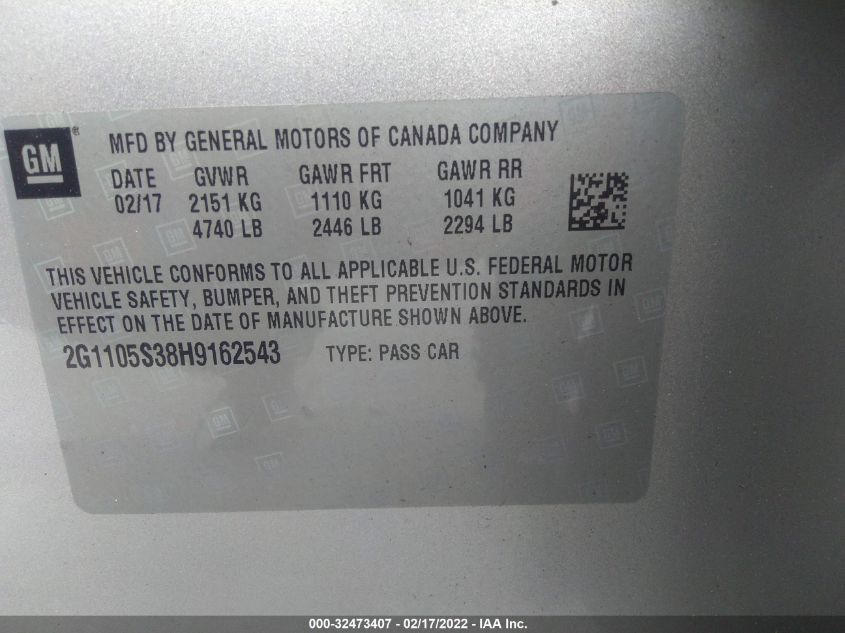 GM®
MFD BY GENERAL MOTORS OF CANADA COMPANY
DATE GVWR GAWR FRT GAWR RR
02/17 2151 KG 1110 KG 1041 KG
4740 LB 2446 LB 2294 LB
THIS VEHICLE CONFORMS TO ALL APPLICABLE U.S. FEDERAL MOTOR
VEHICLE SAFETY, BUMPER, AND THEFT PREVENTION STANDARDS IN
EFFECT ON THE DATE OF MANUFACTURE SHOWN ABOVE.
2G1105S38H9162543 TYPE: PASS CAR
000-32473407 - 02/17/2022 - IAA Inc.